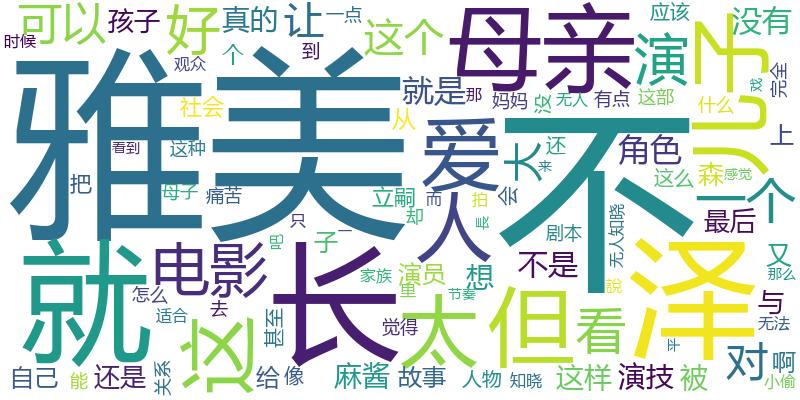 可以
孩子
好
真的
让
一点
这个
母亲
演
应该
没有
儿子
时候
观众
个
到
就是
那
妈妈
没
无人
有点
这部
什么
完全
戏
雅美
社会
从
爱
大
还
角色
上
看到
这种
不
来
这么
森
感觉
把
母子
痛苦
立嗣
而
拍
会
人
一个
却
只
長
剧本
无人知晓
最后
就
电影
吧
子
一
长
不是
泽
又
那么
这
家族
演员
里
想
怎么
适合
去
甚至
觉得
太
节奏
但
看
与
说
无法
平
对
啊
自己
能
还是
关系
给
像
麻酱
故事
人物
知晓
这样
演技
被
小偷